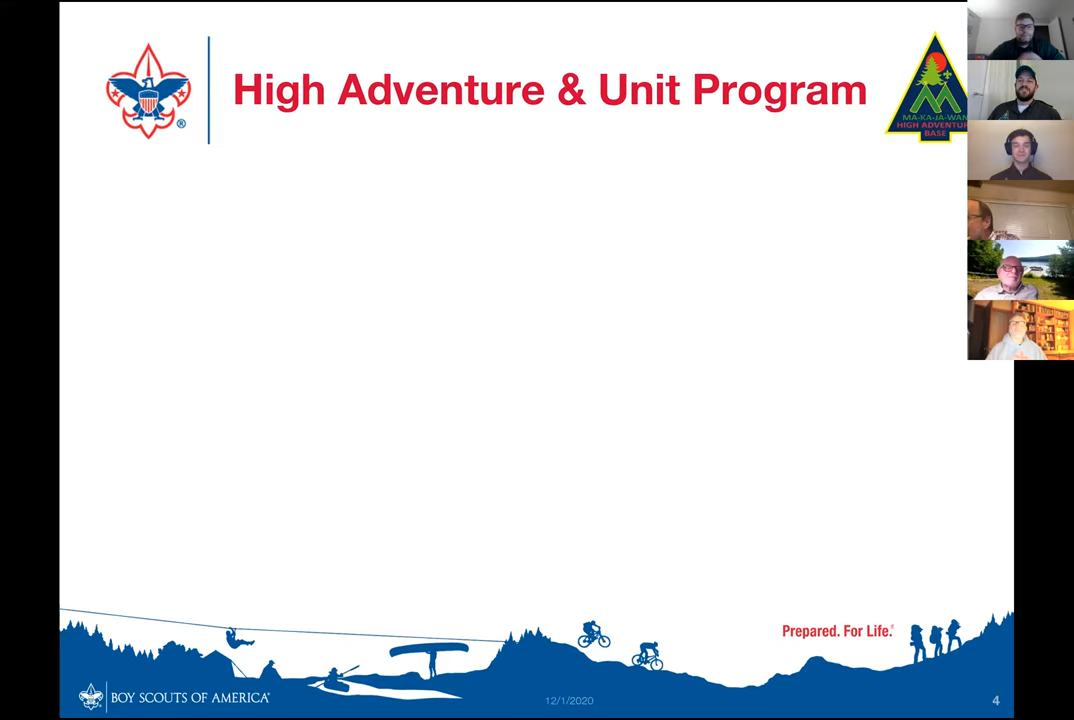 High Adventure & Unit Program
MA-KA-JA-WAN
HIGH ADVENTURE
BASE
Prepared. For Life.®
BOY SCOUTS OF AMERICA®
12/1/2020
4